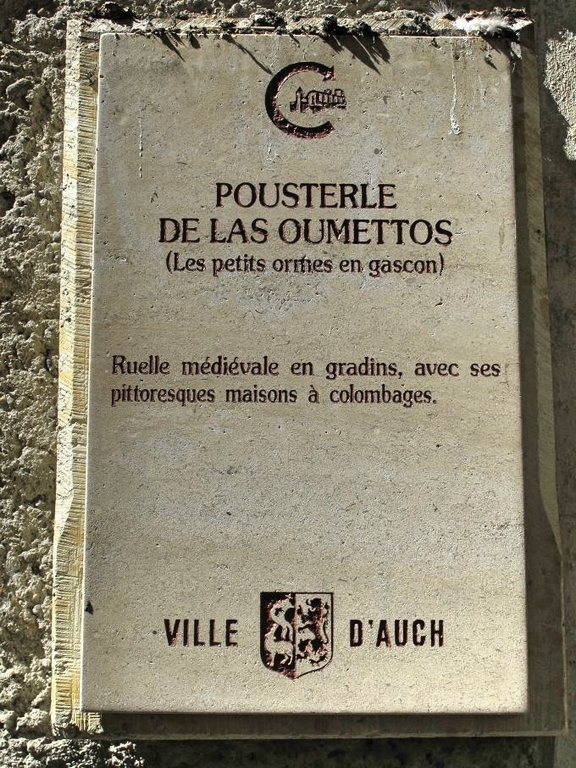 C
POUSTERLE
DE LAS OUMETTOS
(Les petits ormes en gascon)
Ruelle médiévale en gradins, avec ses
pittoresques maisons à colombages.
VILLE D'AUCH